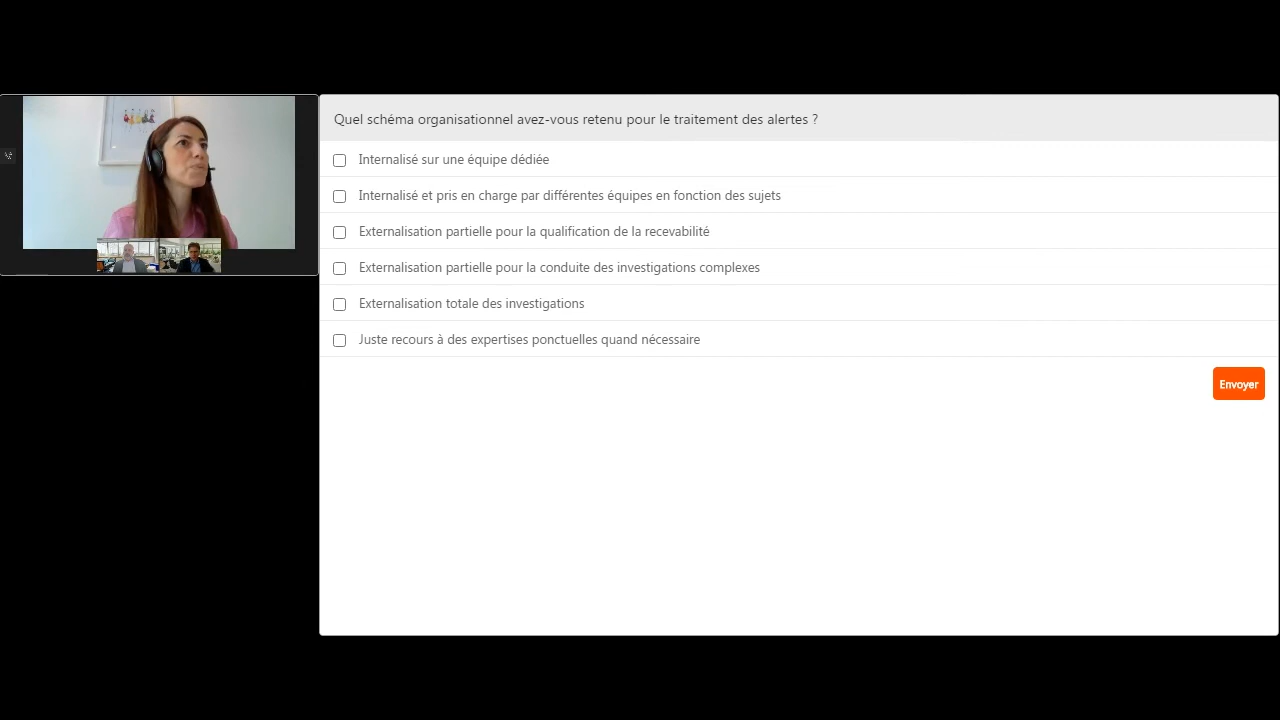 Quel schéma organisationnel avez-vous retenu pour le traitement des alertes ?
Internalisé sur une équipe dédiée
Internalisé et pris en charge par différentes équipes en fonction des sujets
Externalisation partielle pour la qualification de la recevabilité
Externalisation partielle pour la conduite des investigations complexes
Externalisation totale des investigations
Juste recours à des expertises ponctuelles quand nécessaire
Envoyer